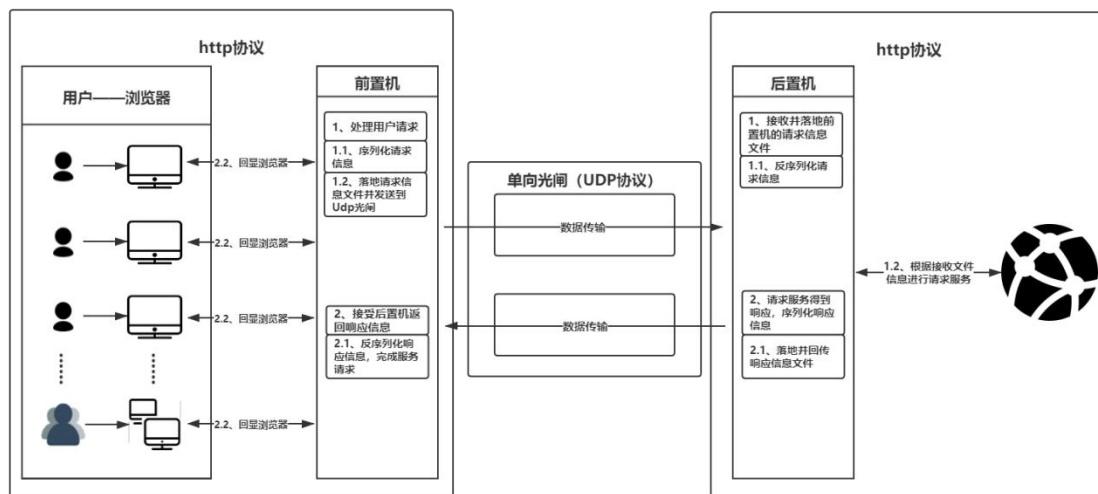 http协议
用户——浏览器
2.2、回显浏览器
2.2、回显浏览器
2.2、回显浏览器
2.2、回显浏览器
前置机
1、处理用户请求
1.1、序列化请求
信息
1.2、落地请求信
息文件并发送到
Udp光闸
2、接受后置机返
回响应信息
2.1、反序列化响
应信息，完成服务
请求
单向光闸（UDP协议）
数据传输
数据传输
http协议
后置机
1、接收并落地前
置机的请求信息
文件
1.1、反序列化请
求信息
2、请求服务得到
响应，序列化响应
信息
2.1、落地并回传
响应信息文件
1.2、根据接收文件
信息进行请求服务